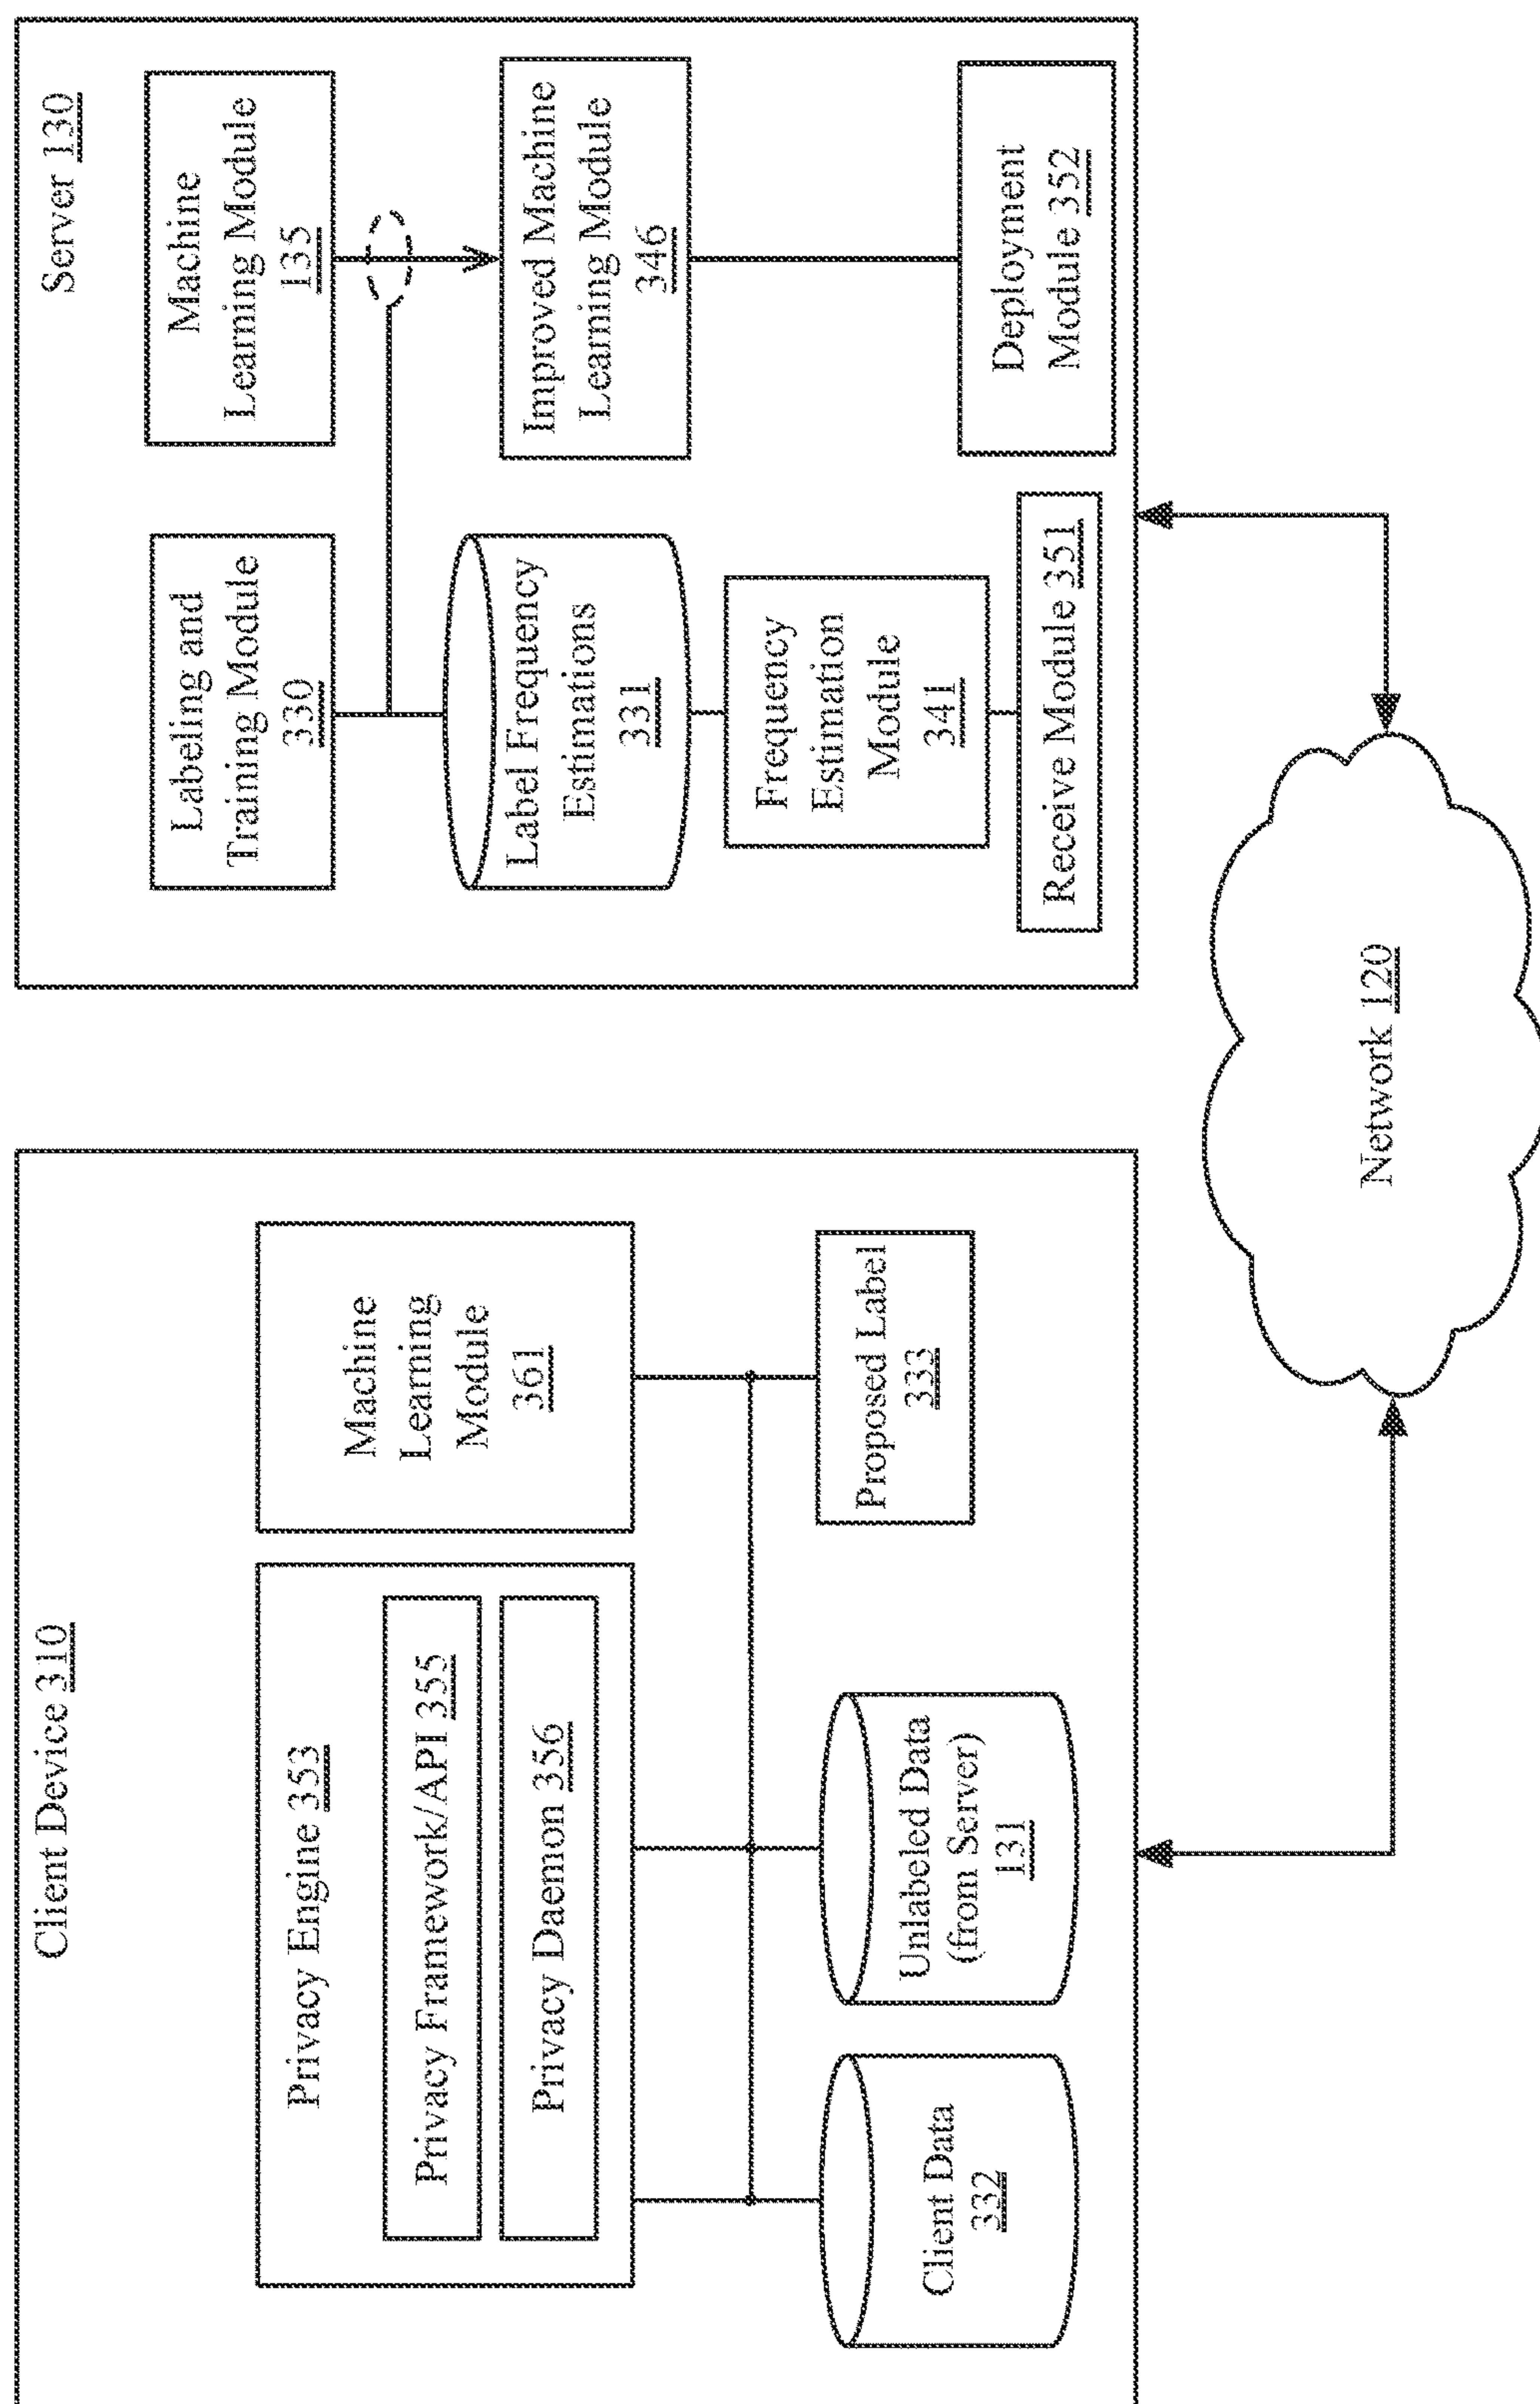 Client Device 310
Privacy Engine 353
Privacy Framework/API 355
Privacy Daemon 356
Machine
Learning
Module
361
Client Data
332
Unlabeled Data
(from Server)
131
Proposed Label
333
Server 130
Labeling and
Training Module
330
Machine
Learning Module
135
Label Frequency
Estimations
331
Improved Machine
Learning Module
346
Frequency
Estimation
Module
341
Receive Module 351
Deployment
Module 352
Network 120